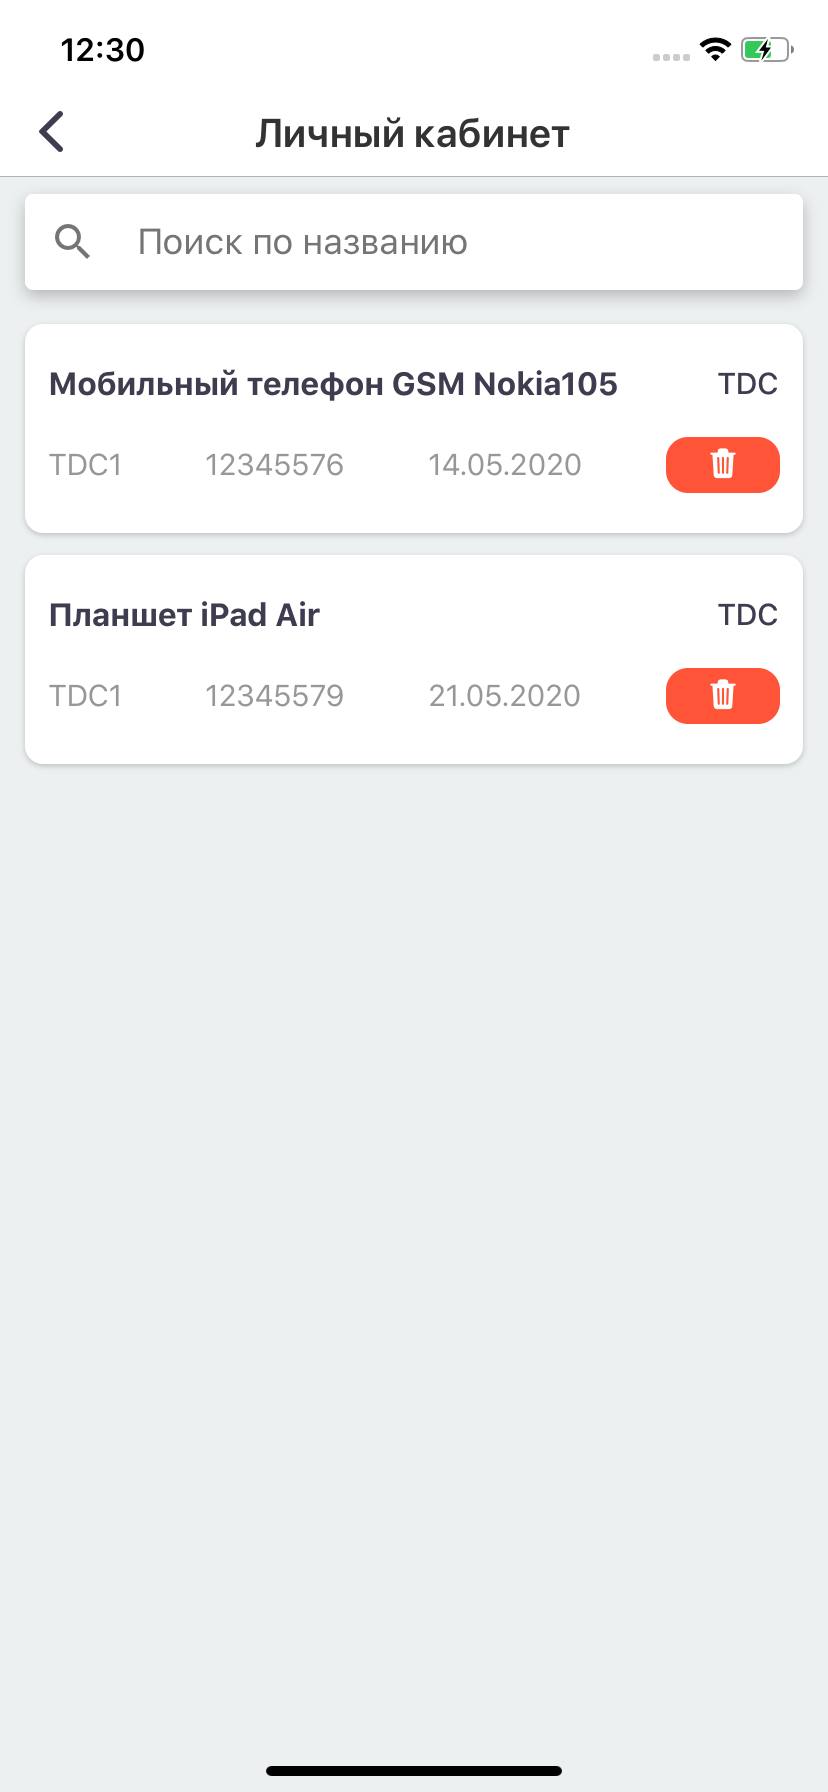 12:30
Личный кабинет
Поиск по названию
Мобильный телефон GSM Nokia105 TDC
TDC1 12345576 14.05.2020
Планшет iPad Air TDC
TDC1 12345579 21.05.2020